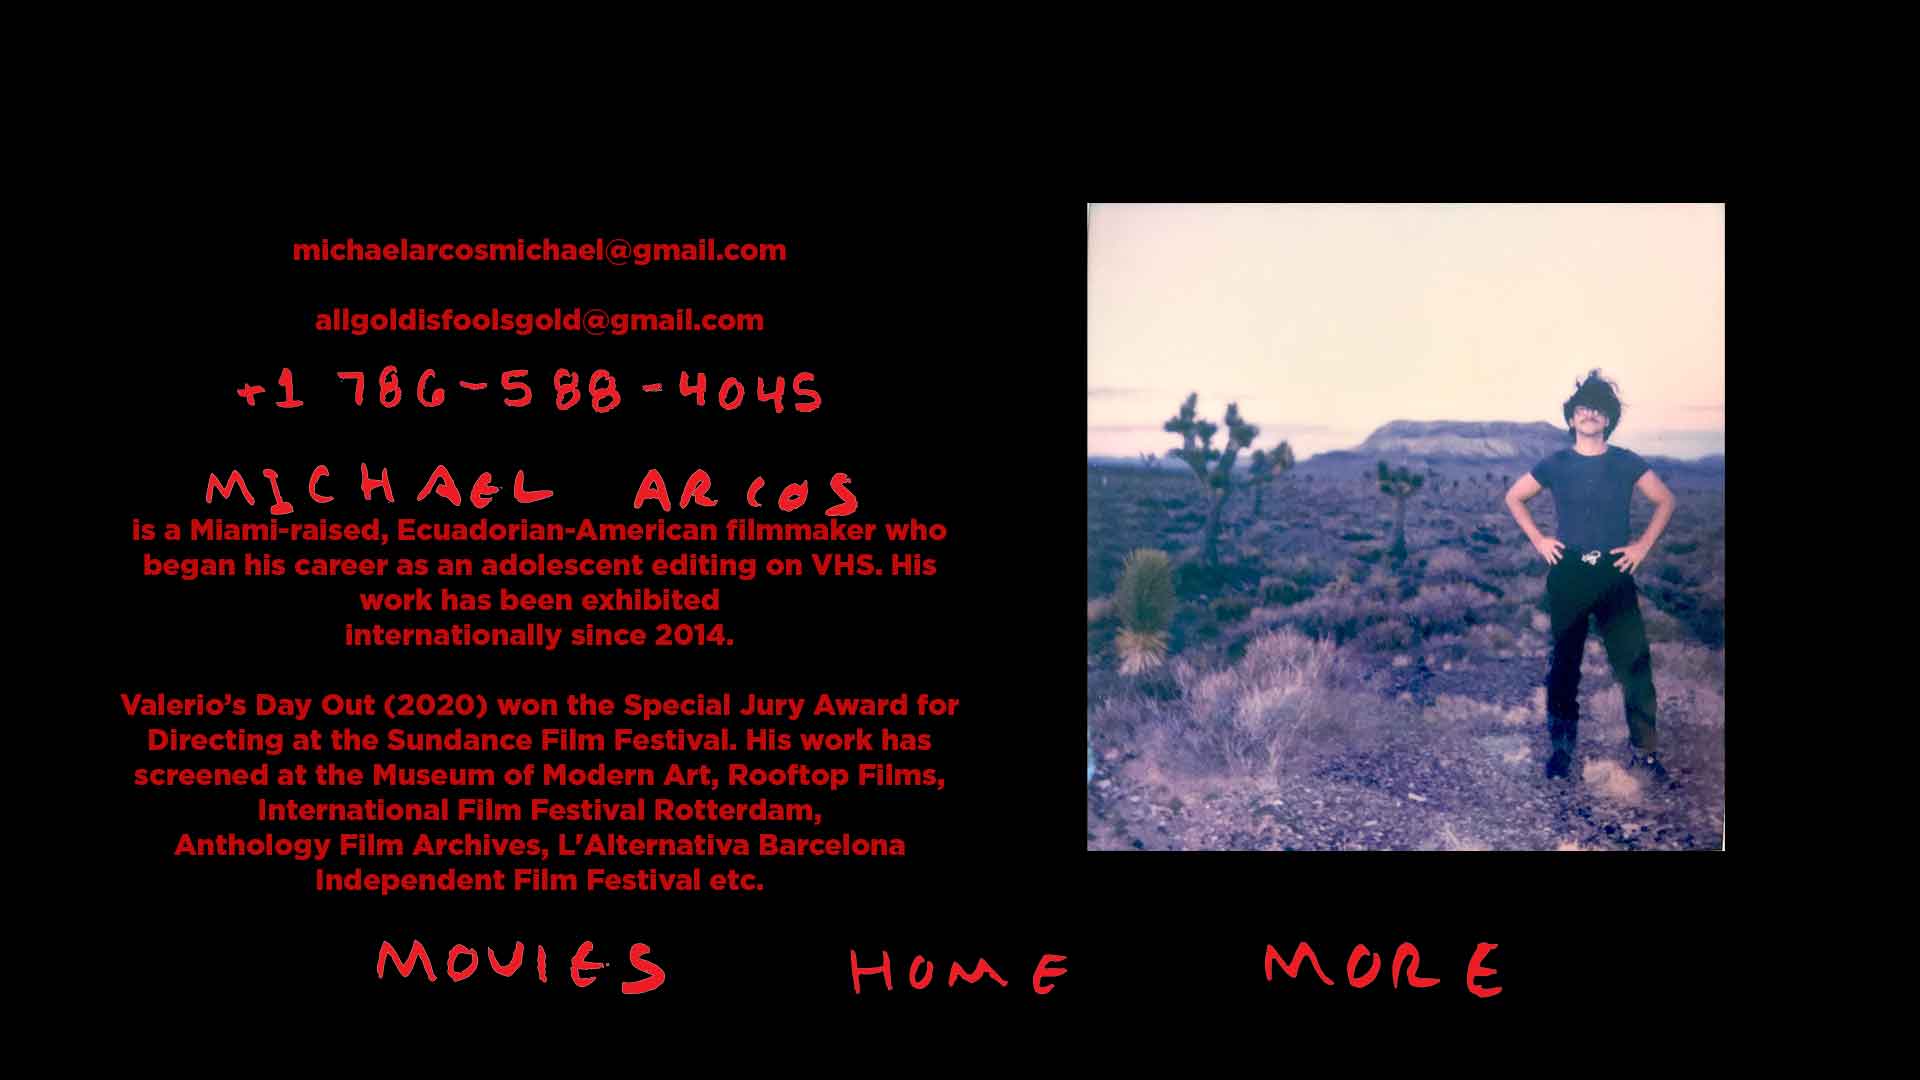 michaelarcosmichael@gmail.com
allgoldisfoolsgold@gmail.com
+1 786-588-4045
MICHAEL ARCOS
is a Miami-raised, Ecuadorian-American filmmaker who
began his career as an adolescent editing on VHS. His
work has been exhibited
internationally since 2014.
Valerio’s Day Out (2020) won the Special Jury Award for
Directing at the Sundance Film Festival. His work has
screened at the Museum of Modern Art, Rooftop Films,
International Film Festival Rotterdam,
Anthology Film Archives, L'Alternativa Barcelona
Independent Film Festival etc.
MOVIES HOME MORE